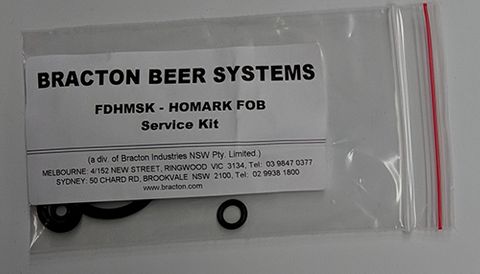 BRACTON BEER SYSTEMS
FDHMSK - HOMARK FOB
Service Kit
(a div. of Bracton Industries NSW Pty. Limited.)
MELBOURNE: 4/152 NEW STREET, RINGWOOD VIC 3134, Tel: 03 9847 0377
SYDNEY: 50 CHARD RD, BROOKVALE NSW 2100, Tel: 02 9938 1800
www.bracton.com